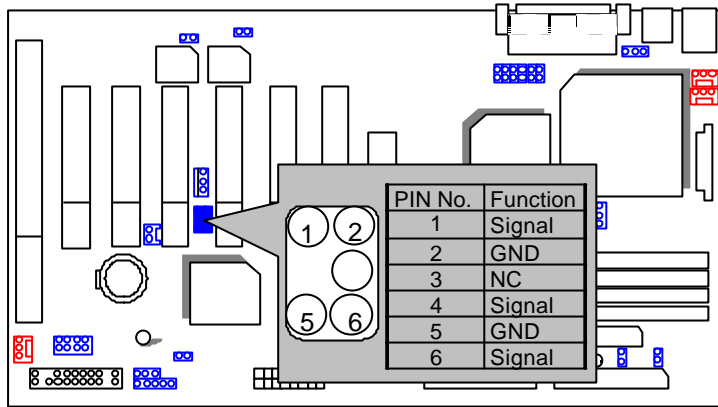 1 2
5 6
PIN No. Function
1 Signal
2 GND
3 NC
4 Signal
5 GND
6 Signal